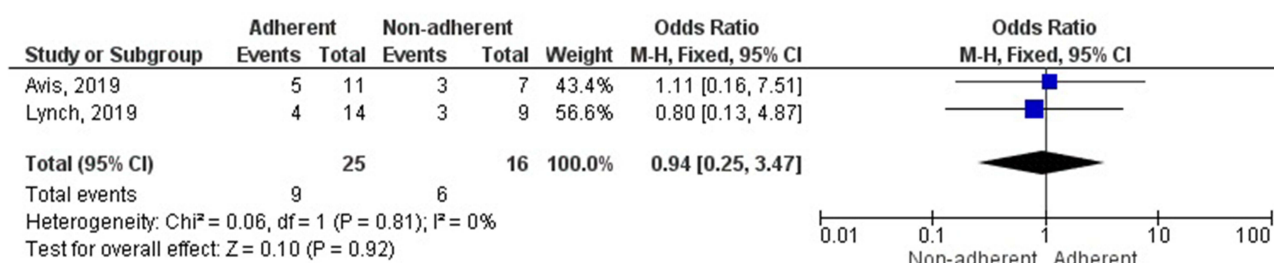 Adherent Non-adherent Odds Ratio Odds Ratio
Study or Subgroup Events Total Events Total Weight M-H, Fixed, 95% CI M-H, Fixed, 95% CI
Avis, 2019 5 11 3 7 43.4% 1.11 [0.16, 7.51]
Lynch, 2019 4 14 3 9 56.6% 0.80 [0.13, 4.87]
Total (95% CI) 25 16 100.0% 0.94 [0.25, 3.47]
Total events 9 6
Heterogeneity: Chi² = 0.06, df = 1 (P = 0.81); I² = 0%
Test for overall effect: Z = 0.10 (P = 0.92)
0.01 0.1 1 10 100
Non-adherent Adherent